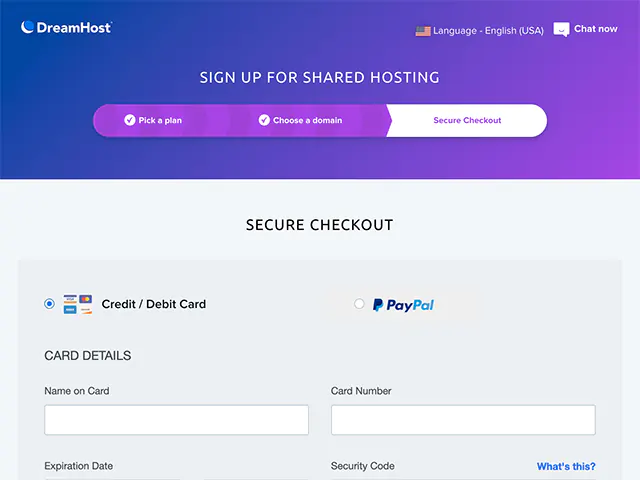 DreamHost
Language - English (USA)
Chat now
SIGN UP FOR SHARED HOSTING
Pick a plan
Choose a domain
Secure Checkout
SECURE CHECKOUT
Credit / Debit Card
PayPal
CARD DETAILS
Name on Card
Card Number
Expiration Date
Security Code
What's this?